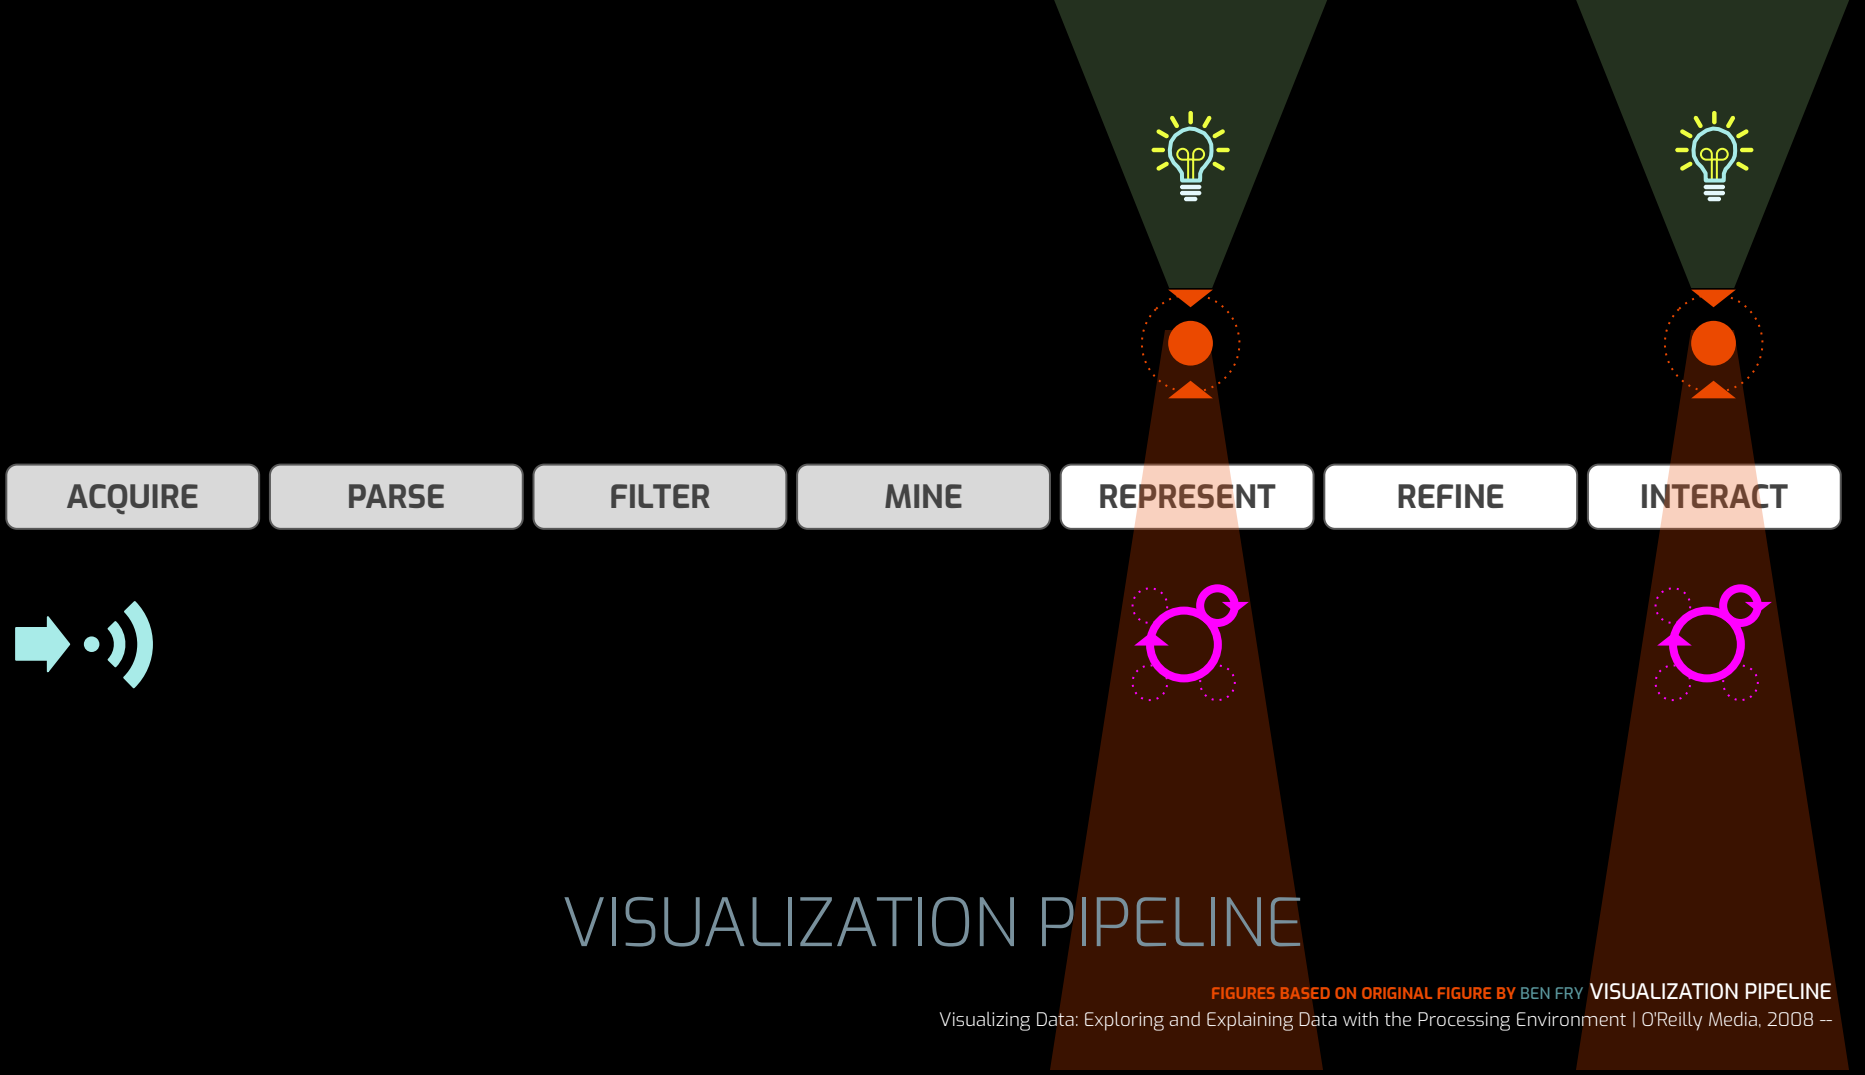 ACQUIRE PARSE FILTER MINE REPRESENT REFINE INTERACT
VISUALIZATION PIPELINE
FIGURES BASED ON ORIGINAL FIGURE BY BEN FRY VISUALIZATION PIPELINE
Visualizing Data: Exploring and Explaining Data with the Processing Environment | O'Reilly Media, 2008 --